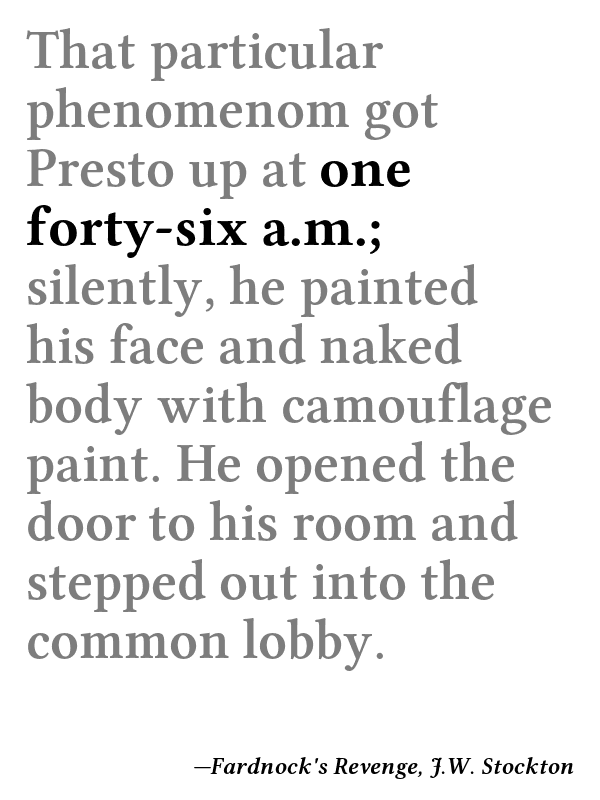 That particular
phenomenom got
Presto up at one
forty-six a.m.;
silently, he painted
his face and naked
body with camouflage
paint. He opened the
door to his room and
stepped out into the
common lobby.
—Fardnock's Revenge, J.W. Stockton